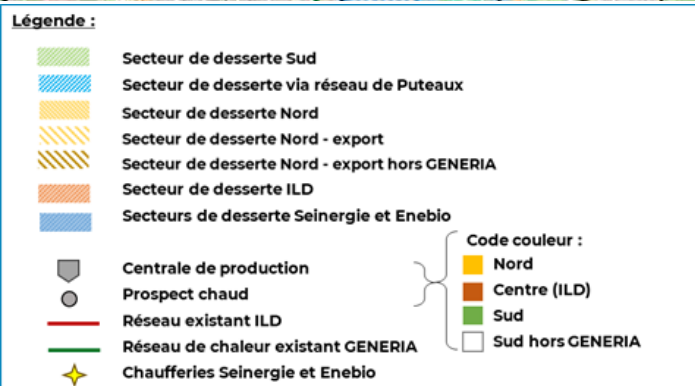 Légende :
Secteur de desserte Sud
Secteur de desserte via réseau de Puteaux
Secteur de desserte Nord
Secteur de desserte Nord - export
Secteur de desserte Nord - export hors GENERIA
Secteur de desserte ILD
Secteurs de desserte Seinergie et Enebio
Centrale de production
Prospect chaud
Réseau existant ILD
Réseau de chaleur existant GENERIA
Chaufferies Seinergie et Enebio
Code couleur :
Nord
Centre (ILD)
Sud
Sud hors GENERIA